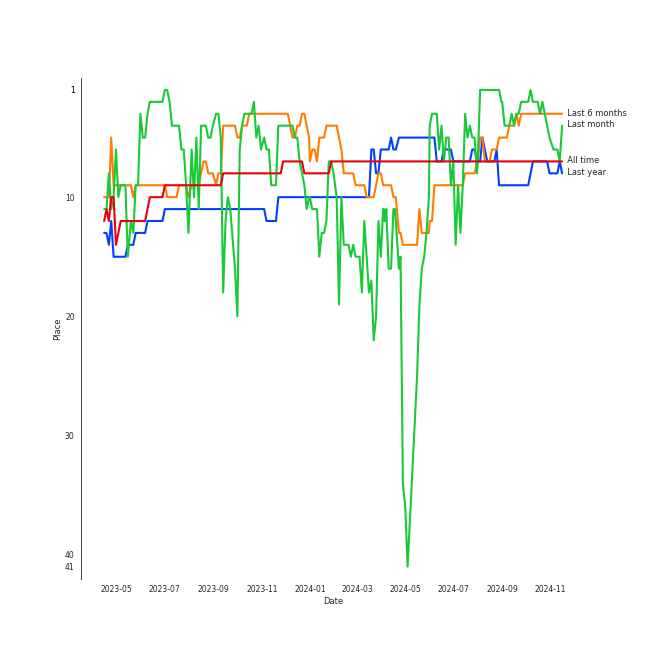 1
Last 6 months
Last month
All time
Last year
10
20
30
40
41
Place
2023-05
2023-07
2023-09
2023-11
2024-01
2024-03
2024-05
2024-07
2024-09
2024-11
Date